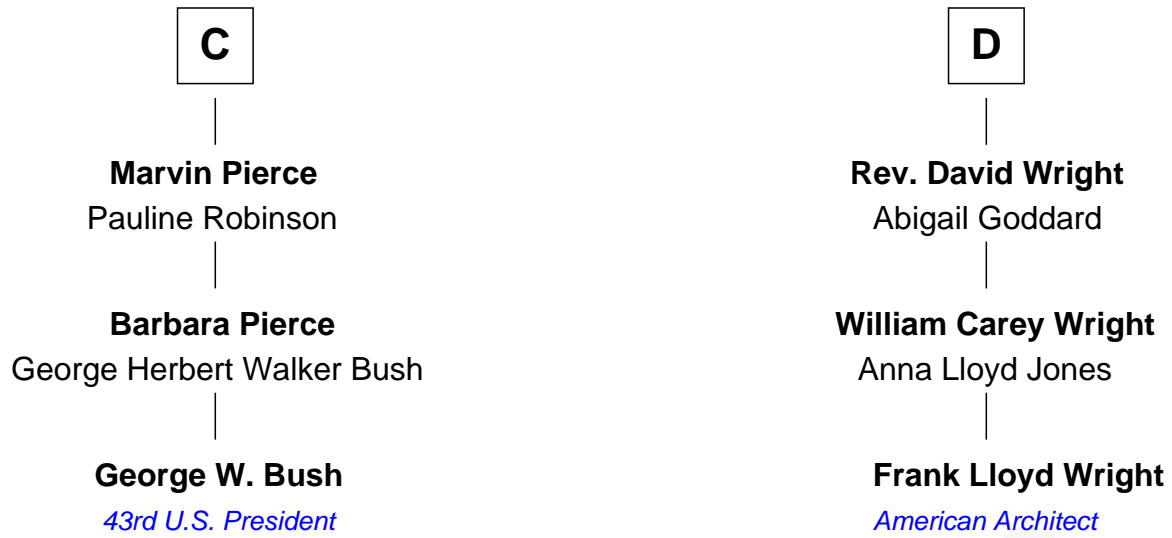 C
Marvin Pierce
Pauline Robinson
Barbara Pierce
George Herbert Walker Bush
George W. Bush
43rd U.S. President
D
Rev. David Wright
Abigail Goddard
William Carey Wright
Anna Lloyd Jones
Frank Lloyd Wright
American Architect